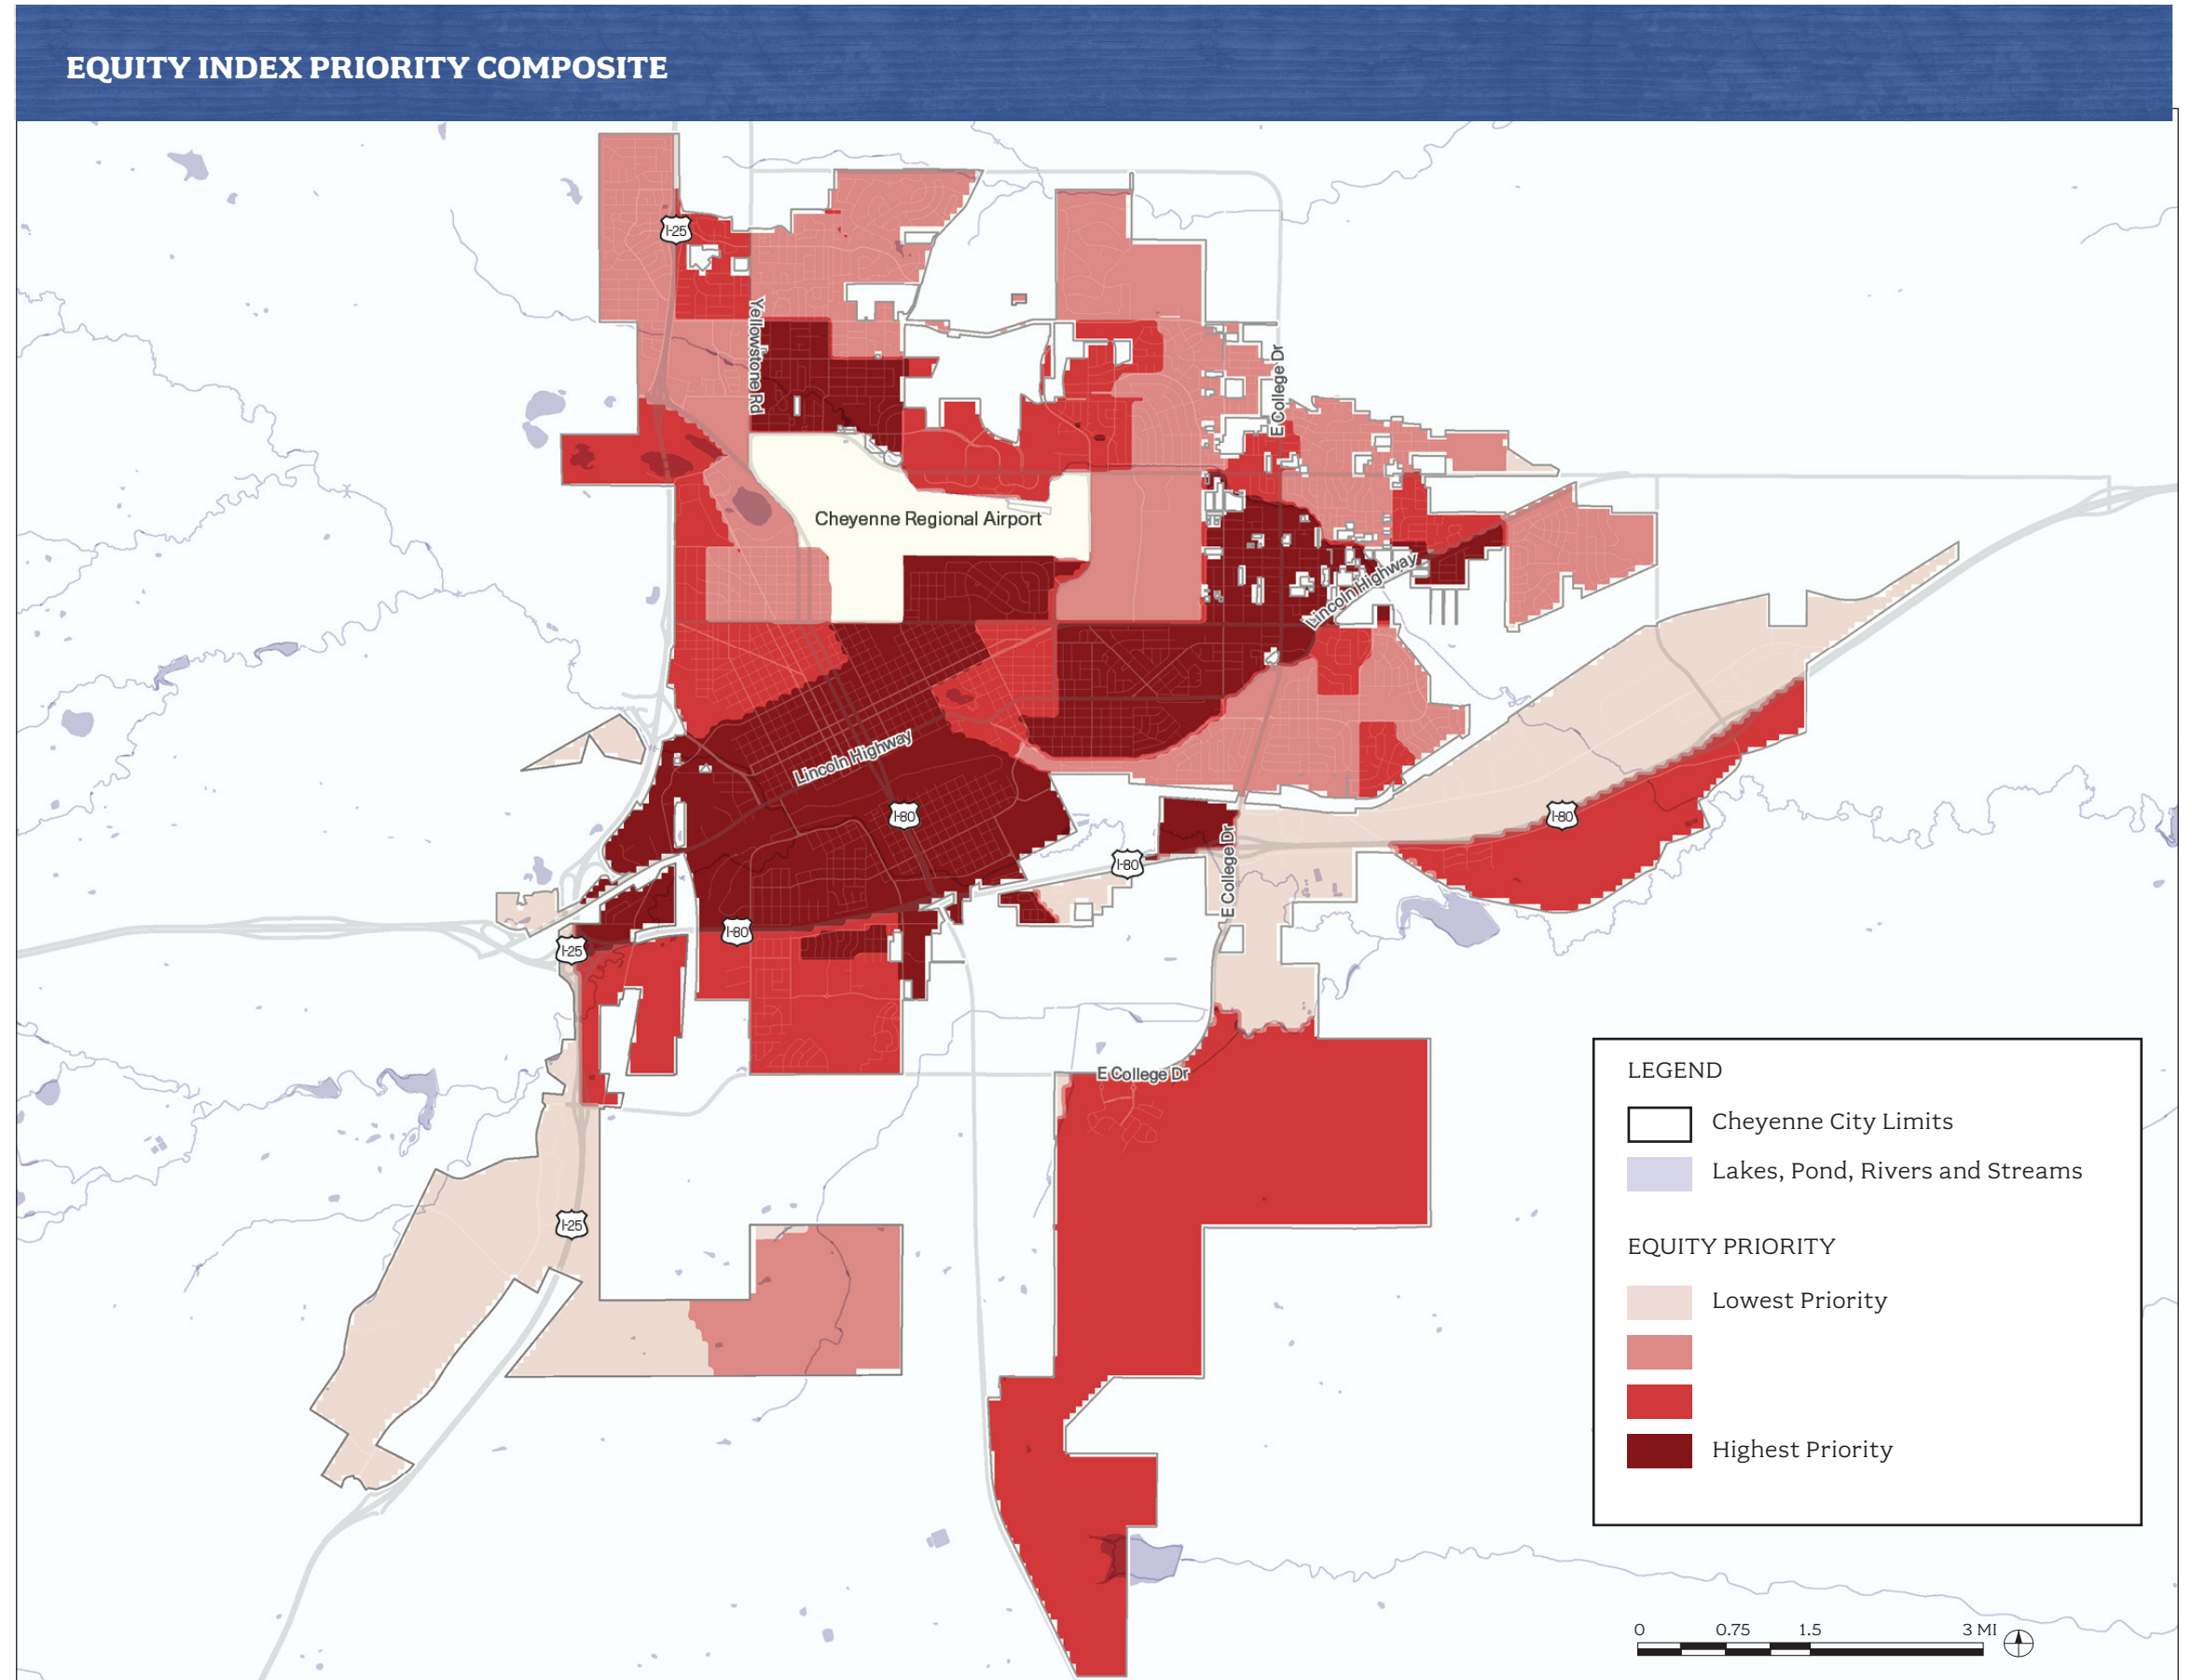 EQUITY INDEX PRIORITY COMPOSITE
I-25
Yellowstone Rd
E College Dr
Cheyenne Regional Airport
Lincoln Highway
Lincoln Highway
I-80
I-80
I-80
E College Dr
I-80
I-25
E College Dr
I-25
LEGEND
Cheyenne City Limits
Lakes, Pond, Rivers and Streams
EQUITY PRIORITY
Lowest Priority
Highest Priority
0 0.75 1.5 3 MI